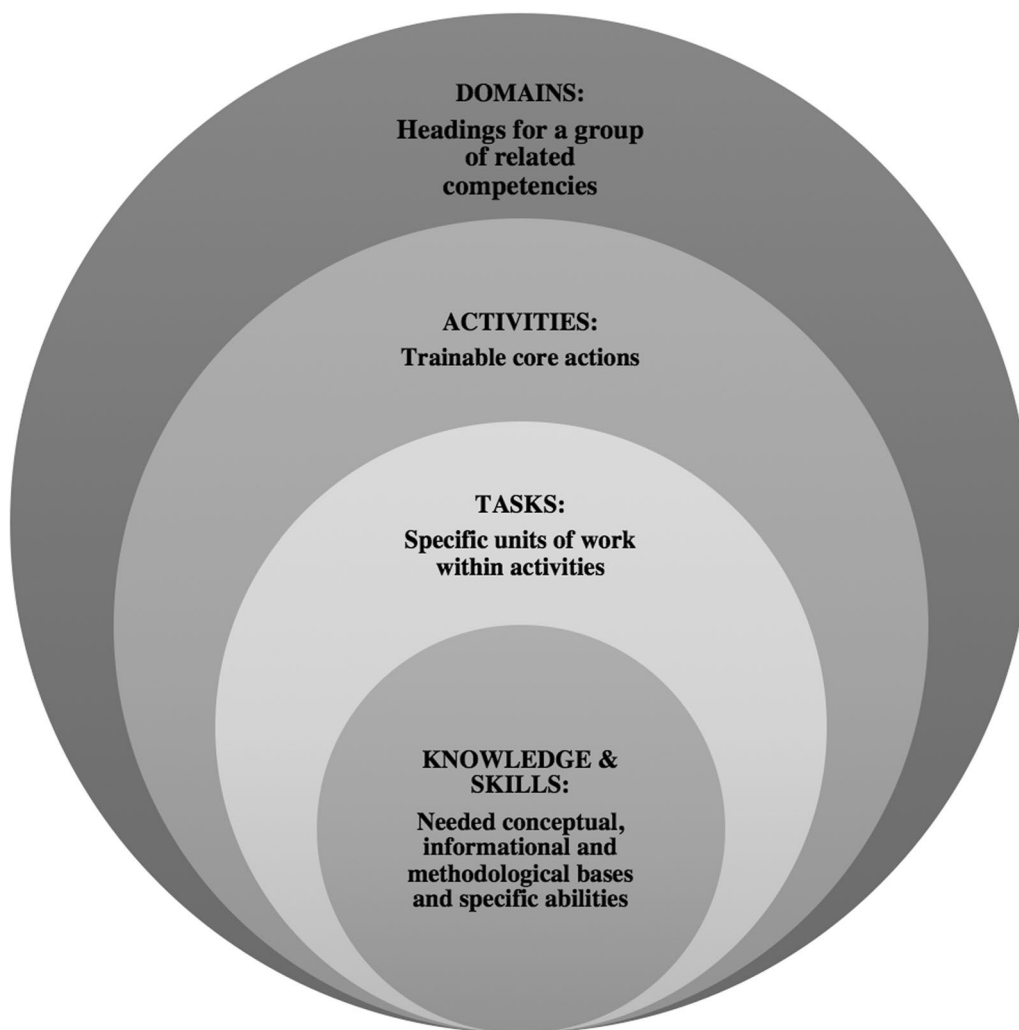 DOMAINS:
Headings for a group
of related
competencies
ACTIVITIES:
Trainable core actions
TASKS:
Specific units of work
within activities
KNOWLEDGE &
SKILLS:
Needed conceptual,
informational and
methodological bases
and specific abilities